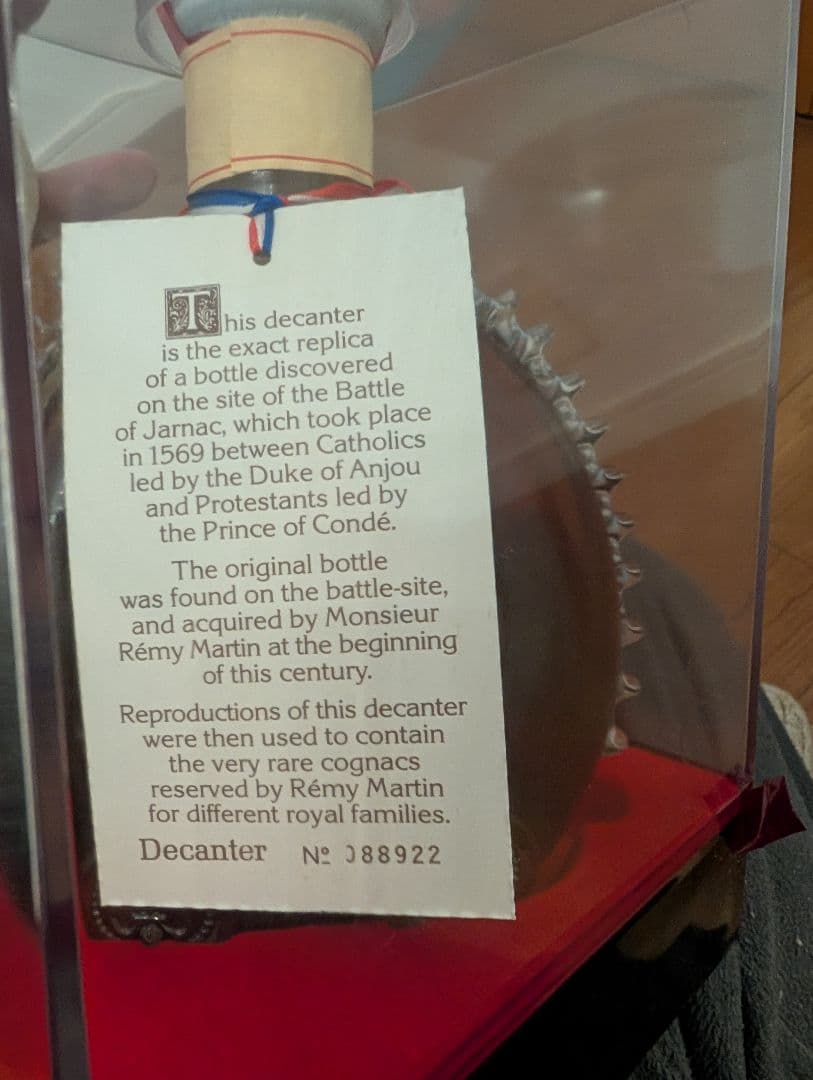 This decanter
is the exact replica
of a bottle discovered
on the site of the Battle
of Jarnac, which took place
in 1569 between Catholics
led by the Duke of Anjou
and Protestants led by
the Prince of Condé.
The original bottle
was found on the battle-site,
and acquired by Monsieur
Rémy Martin at the beginning
of this century.
Reproductions of this decanter
were then used to contain
the very rare cognacs
reserved by Rémy Martin
for different royal families.
Decanter Nº 088922